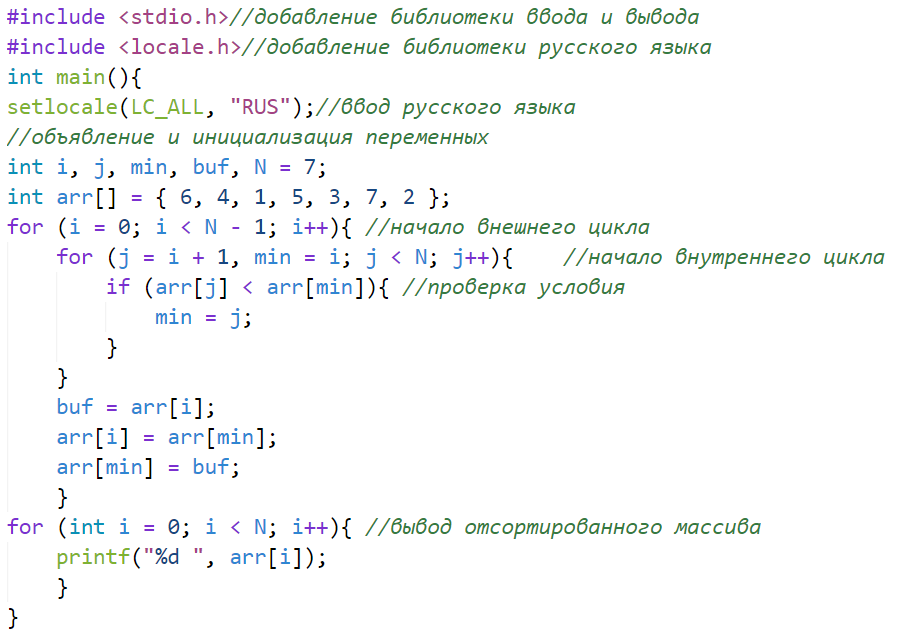 #include <stdio.h>//добавление библиотеки ввода и вывода
#include <locale.h>//добавление библиотеки русского языка
int main(){
setlocale(LC_ALL, "RUS");//ввод русского языка
//объявление и инициализация переменных
int i, j, min, buf, N = 7;
int arr[] = { 6, 4, 1, 5, 3, 7, 2 };
for (i = 0; i < N - 1; i++){ //начало внешнего цикла
    for (j = i + 1, min = i; j < N; j++){    //начало внутреннего цикла
        if (arr[j] < arr[min]){ //проверка условия
            min = j;
        }
    }
    buf = arr[i];
    arr[i] = arr[min];
    arr[min] = buf;
    }
for (int i = 0; i < N; i++){ //вывод отсортированного массива
    printf("%d ", arr[i]);
    }
}